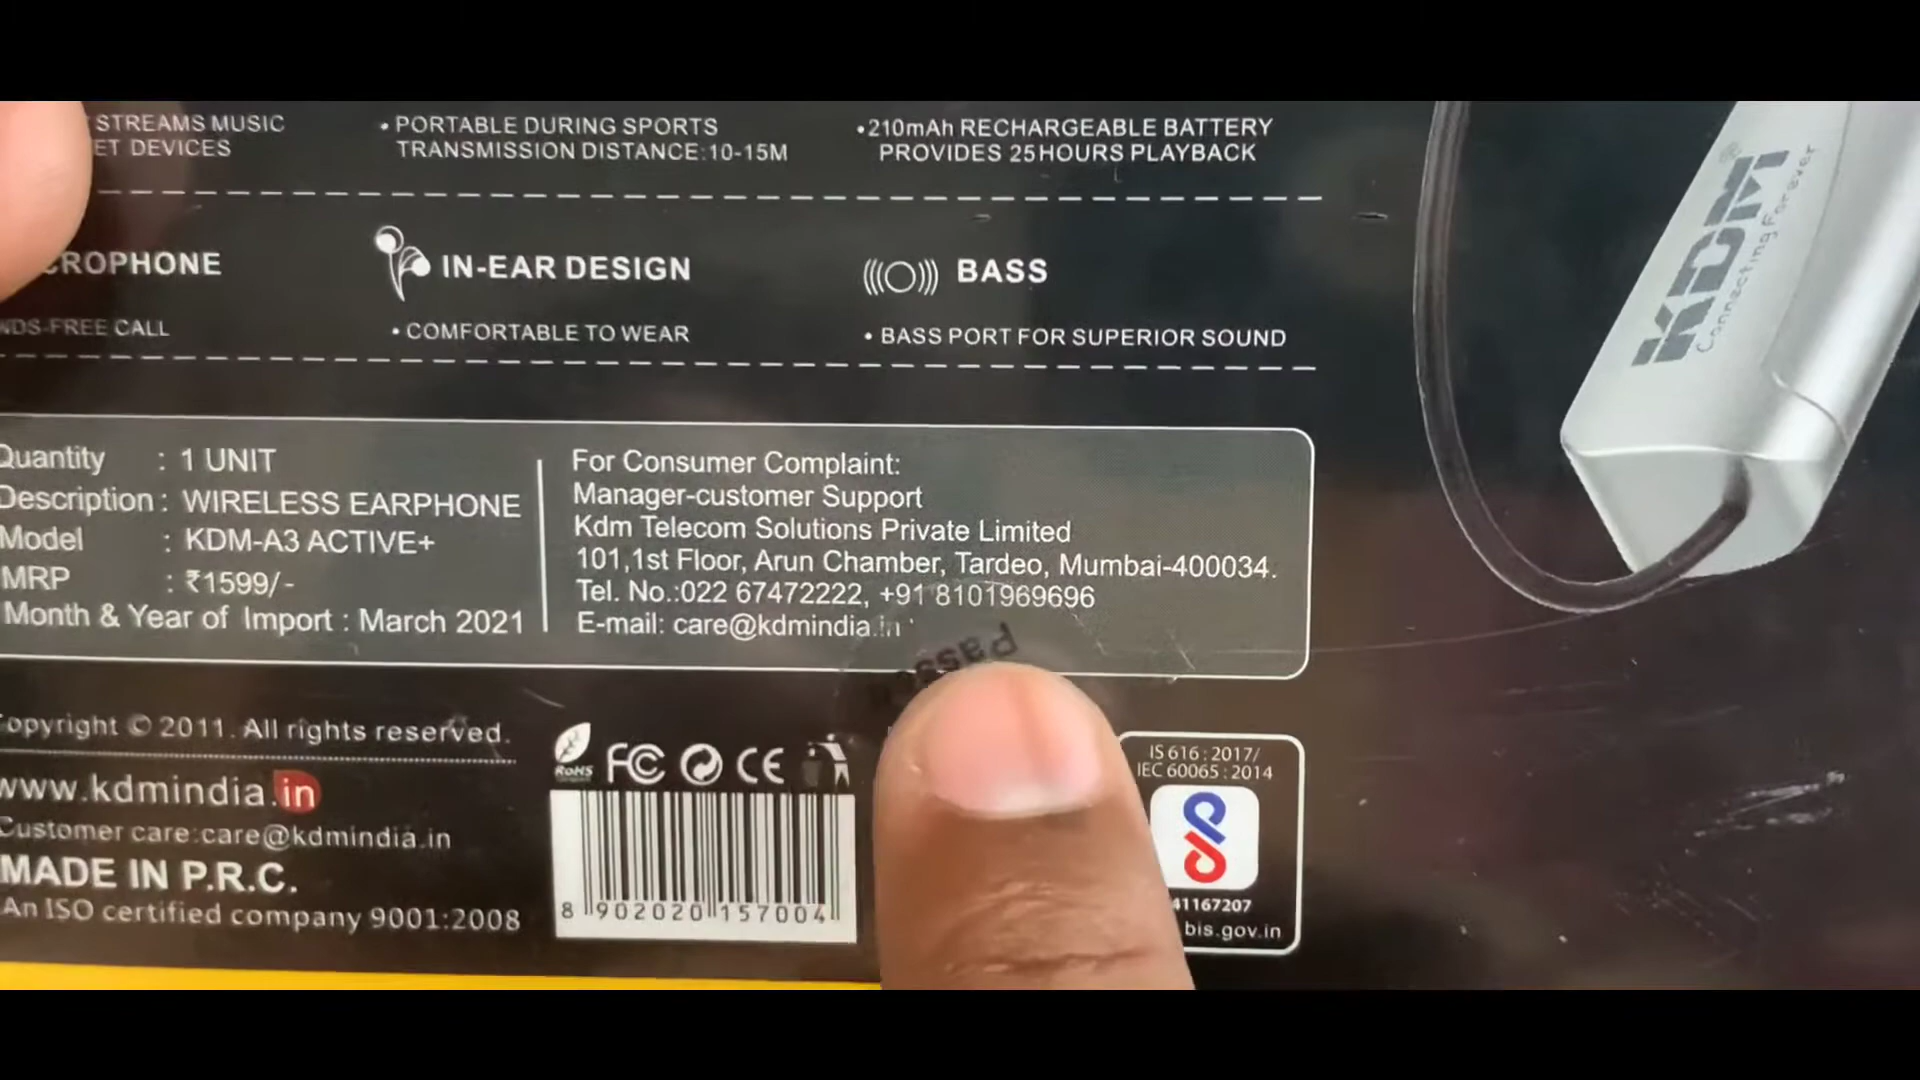 STREAMS MUSIC
ET DEVICES
• PORTABLE DURING SPORTS
TRANSMISSION DISTANCE:10-15M
•210mAh RECHARGEABLE BATTERY
PROVIDES 25HOURS PLAYBACK
CROPHONE
IN-EAR DESIGN
BASS
NDS-FREE CALL
• COMFORTABLE TO WEAR
• BASS PORT FOR SUPERIOR SOUND
KDM®
Connecting Forever
Quantity : 1 UNIT
Description : WIRELESS EARPHONE
Model : KDM-A3 ACTIVE+
MRP : ₹1599/-
Month & Year of Import : March 2021
For Consumer Complaint:
Manager-customer Support
Kdm Telecom Solutions Private Limited
101,1st Floor, Arun Chamber, Tardeo, Mumbai-400034.
Tel. No.:022 67472222, +91 8101969696
E-mail: care@kdmindia.in
opyright © 2011. All rights reserved.
www.kdmindia.in
Customer care:care@kdmindia.in
MADE IN P.R.C.
An ISO certified company 9001:2008
RoHS FC CE
8 902020 157004
IS 616 : 2017/
IEC 60065 : 2014
41167207
bis.gov.in